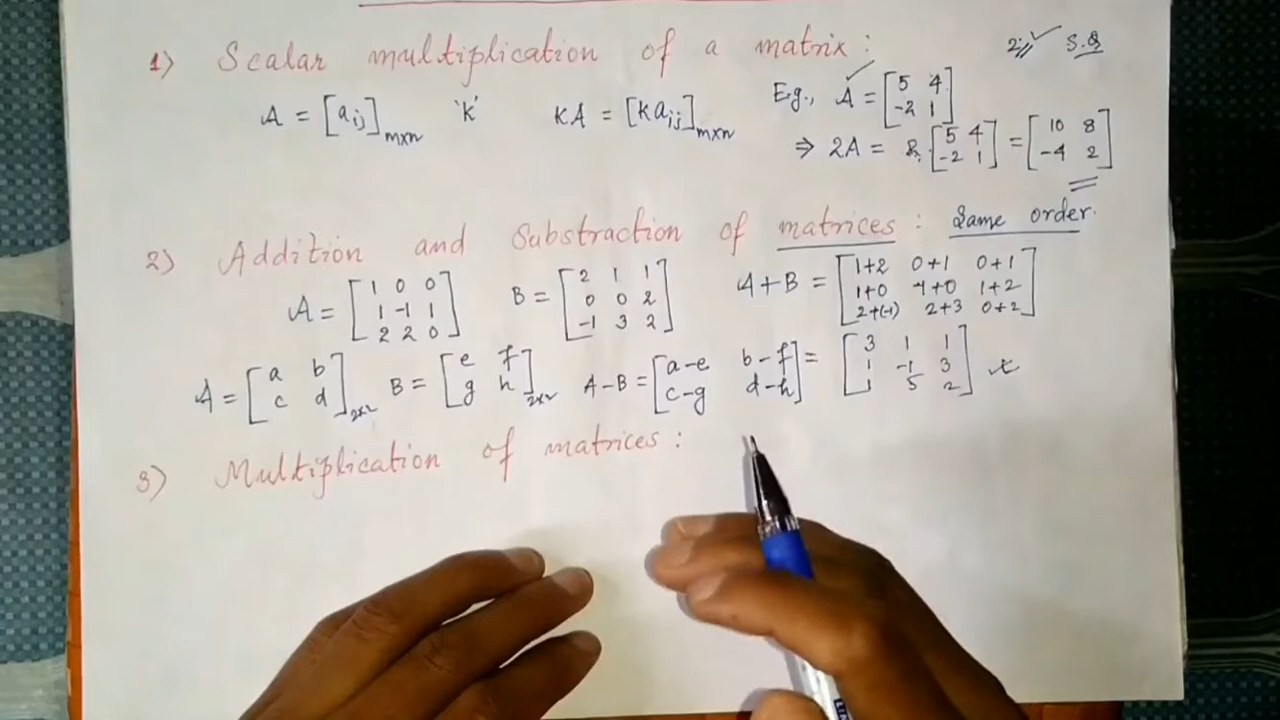 1) Scalar multiplication of a matrix : 2 S.Q
A = [aij]m×n 'k' KA = [kaij]m×n Eg., A = [5 4
-2 1]
⇒ 2A = 2. [5 4
-2 1] = [10 8
-4 2]
2) Addition and Substraction of matrices : Same order.
A = [1 0 0
1 -1 1
2 2 0] B = [2 1 1
0 0 2
-1 3 2] A+B = [1+2 0+1 0+1
1+0 -1+0 1+2
2+(-1) 2+3 0+2]
A = [a b
c d]2×2 B = [e f
g h]2×2 A-B = [a-e b-f
c-g d-h] = [3 1 1
1 -1 3
1 5 2]
3) Multiplication of matrices :